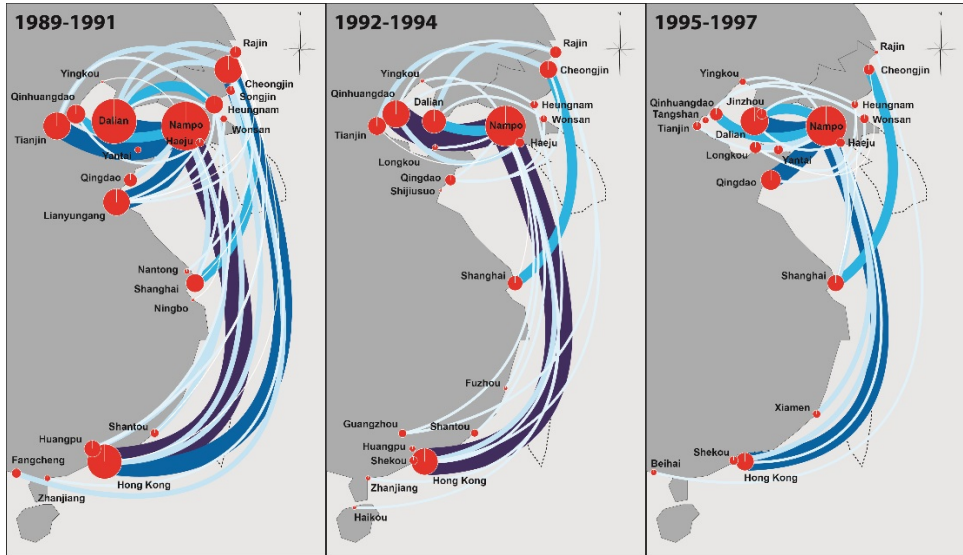 1989-1991
Rajin
Yingkou
Cheongjin
Songjin
Qinhuangdao
Heungnam
Dalian
Nampo
Wonsan
Tianjin
Haeju
Yantai
Qingdao
Lianyungang
Nantong
Shanghai
Ningbo
Shantou
Huangpu
Fangcheng
Hong Kong
Zhanjiang
1992-1994
Rajin
Yingkou
Cheongjin
Qinhuangdao
Dalian
Heungnam
Wonsan
Nampo
Tianjin
Haeju
Longkou
Qingdao
Shijiusuo
Shanghai
Fuzhou
Guangzhou
Shantou
Huangpu
Shekou
Hong Kong
Zhanjiang
Haikou
1995-1997
Rajin
Cheongjin
Yingkou
Qinhuangdao
Jinzhou
Heungnam
Tangshan
Wonsan
Tianjin
Nampo
Dalian
Haeju
Longkou
Yantai
Qingdao
Shanghai
Xiamen
Shekou
Beihai
Hong Kong